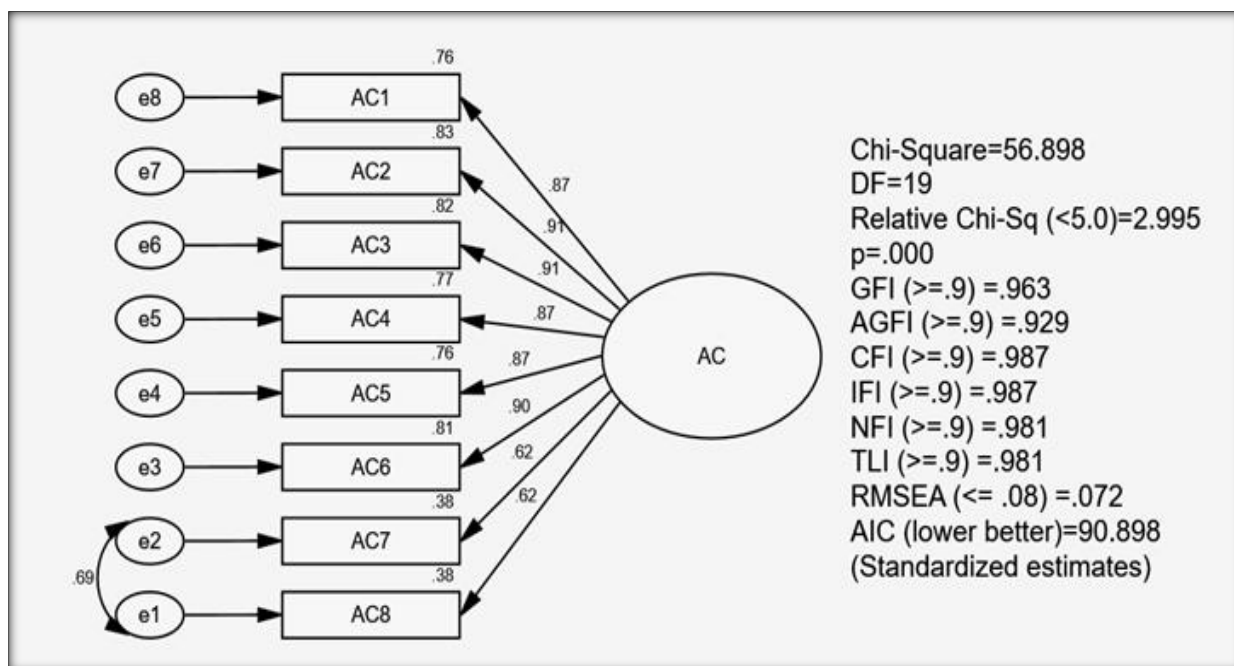 .76
e8 AC1
.83
e7 AC2
.87
.82
e6 AC3
.91
.77
.91
e5 AC4
.87
.76
e4 AC5
.87
.81
.90
e3 AC6
.62
.38
.62
e2 AC7
.69
.38
e1 AC8
AC
Chi-Square=56.898
DF=19
Relative Chi-Sq (<5.0)=2.995
p=.000
GFI (>=.9) =.963
AGFI (>=.9) =.929
CFI (>=.9) =.987
IFI (>=.9) =.987
NFI (>=.9) =.981
TLI (>=.9) =.981
RMSEA (<= .08) =.072
AIC (lower better)=90.898
(Standardized estimates)